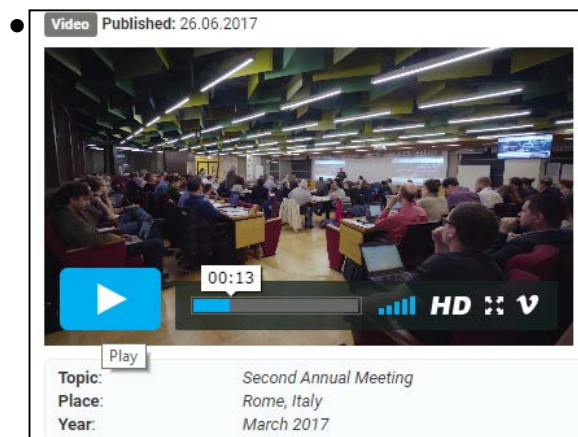 Video Published: 26.06.2017
00:13
HD
Play
Topic: Second Annual Meeting
Place: Rome, Italy
Year: March 2017